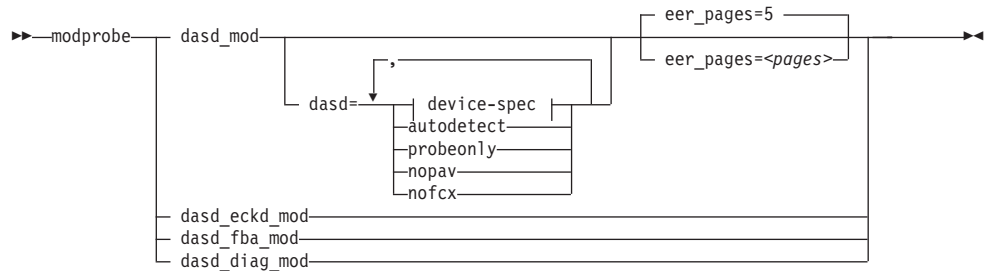 eer_pages=5
modprobe dasd_mod
eer_pages=<pages>
,
dasd= device-spec
autodetect
probeonly
nopav
nofcx
dasd_eckd_mod
dasd_fba_mod
dasd_diag_mod